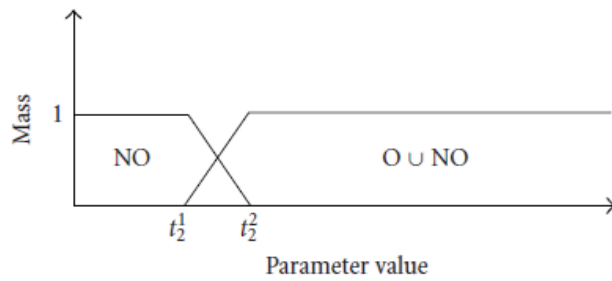 Mass
1
NO
O ∪ NO
t₂¹
t₂²
Parameter value